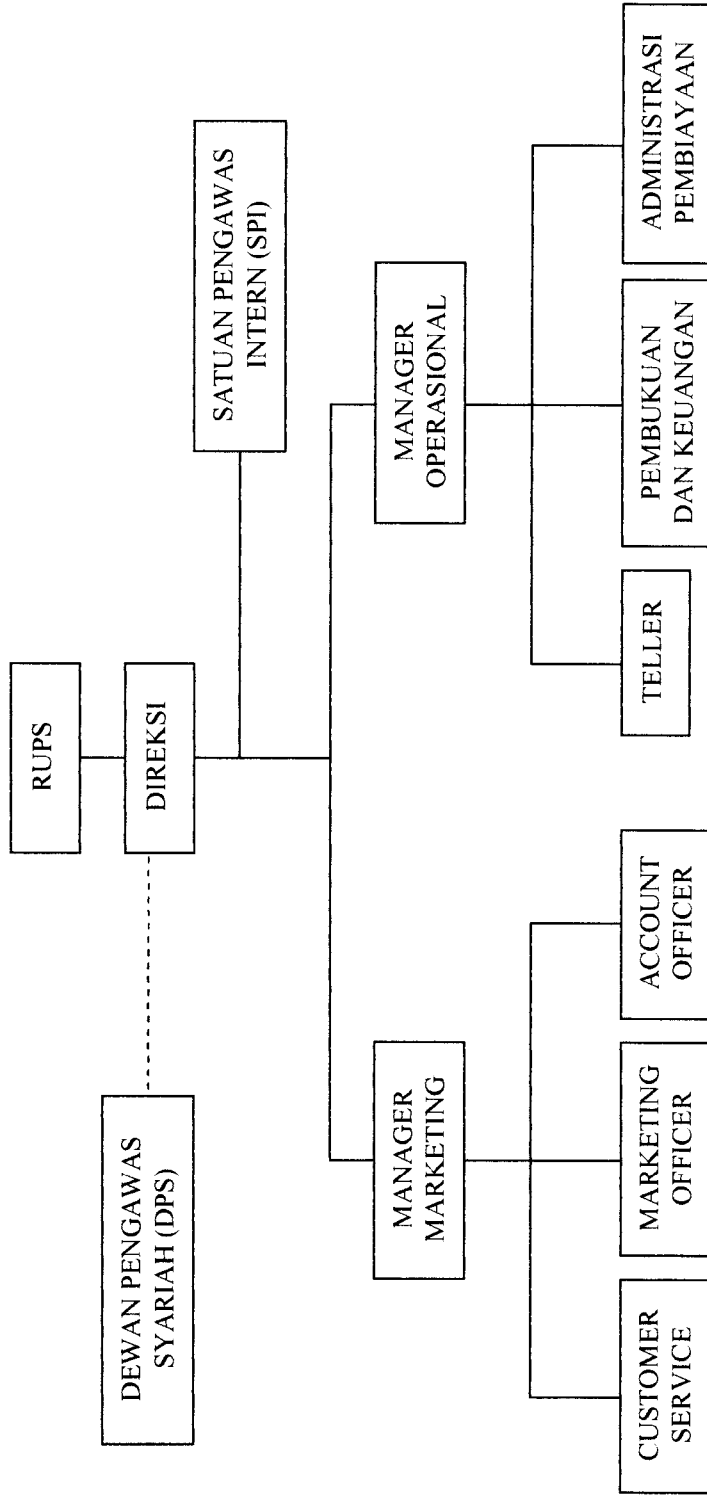 RUPS
DIREKSI
DEWAN PENGAWAS
SYARIAH (DPS)
SATUAN PENGAWAS
INTERN (SPI)
MANAGER
MARKETING
MANAGER
OPERASIONAL
CUSTOMER
SERVICE
MARKETING
OFFICER
ACCOUNT
OFFICER
TELLER
PEMBUKUAN
DAN KEUANGAN
ADMINISTRASI
PEMBIAYAAN